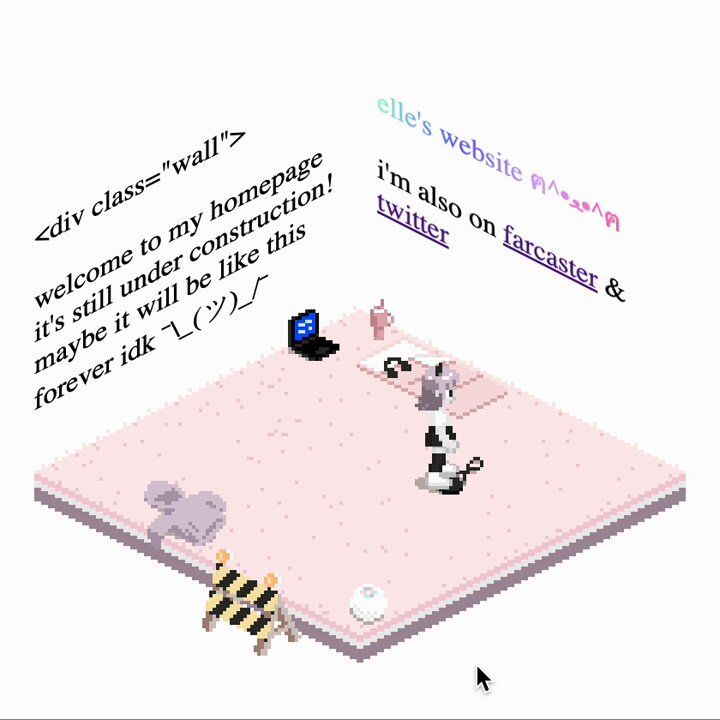 <div class="wall">
welcome to my homepage
it's still under construction!
maybe it will be like this
forever idk ¯\_(ツ)_/¯
elle's website ฅ^•ﻌ•^ฅ
i'm also on farcaster &
twitter